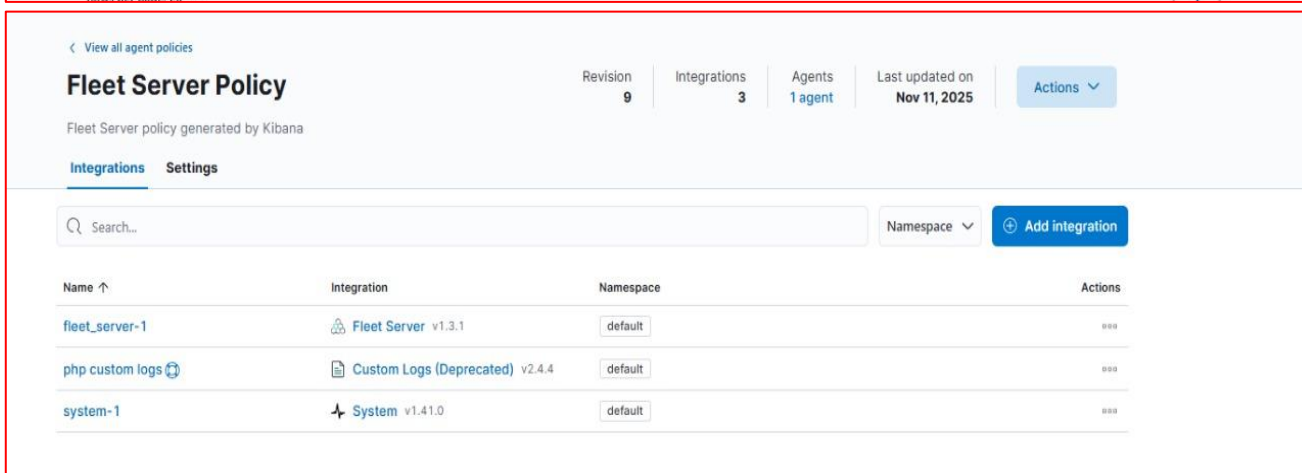 View all agent policies
Fleet Server Policy
Revision Integrations Agents Last updated on
9 3 1 agent Nov 11, 2025
Actions
Fleet Server policy generated by Kibana
Integrations Settings
Search... Namespace Add integration
Name Integration Namespace Actions
fleet_server-1 Fleet Server v1.3.1 default
php custom logs Custom Logs (Deprecated) v2.4.4 default
system-1 System v1.41.0 default